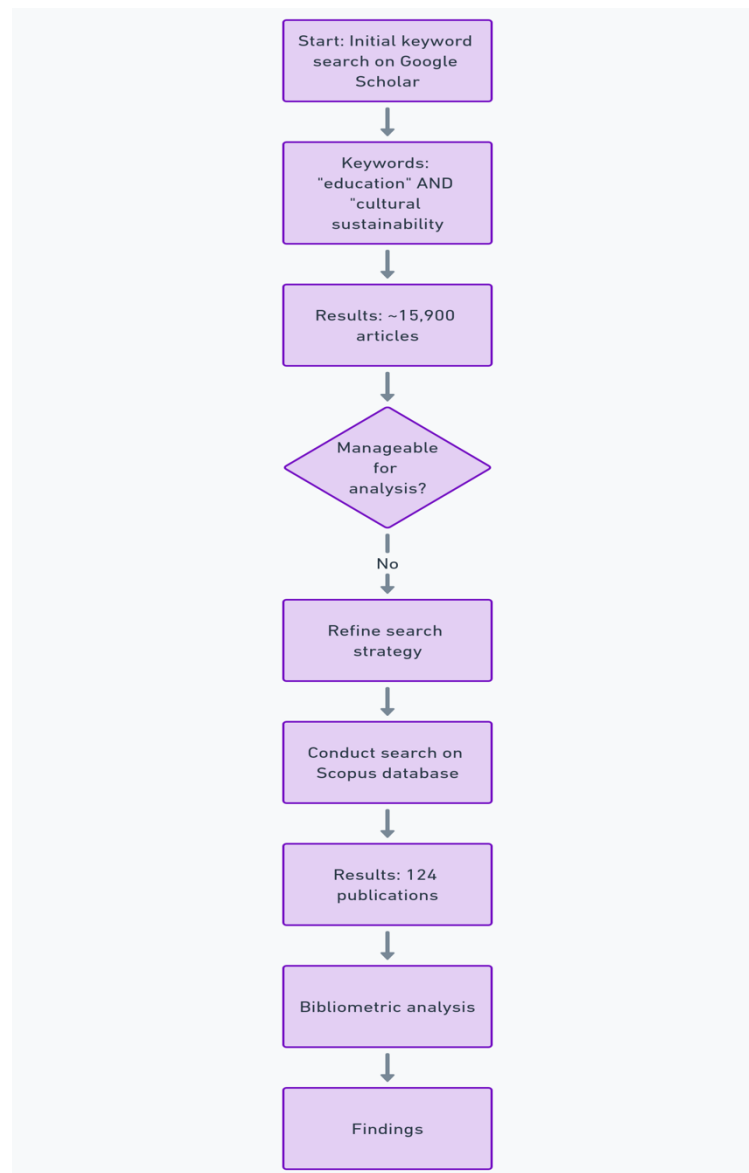 Start: Initial keyword
search on Google
Scholar
Keywords:
"education" AND
"cultural
sustainability
Results: ~15,900
articles
Manageable
for
analysis?
No
Refine search
strategy
Conduct search on
Scopus database
Results: 124
publications
Bibliometric analysis
Findings